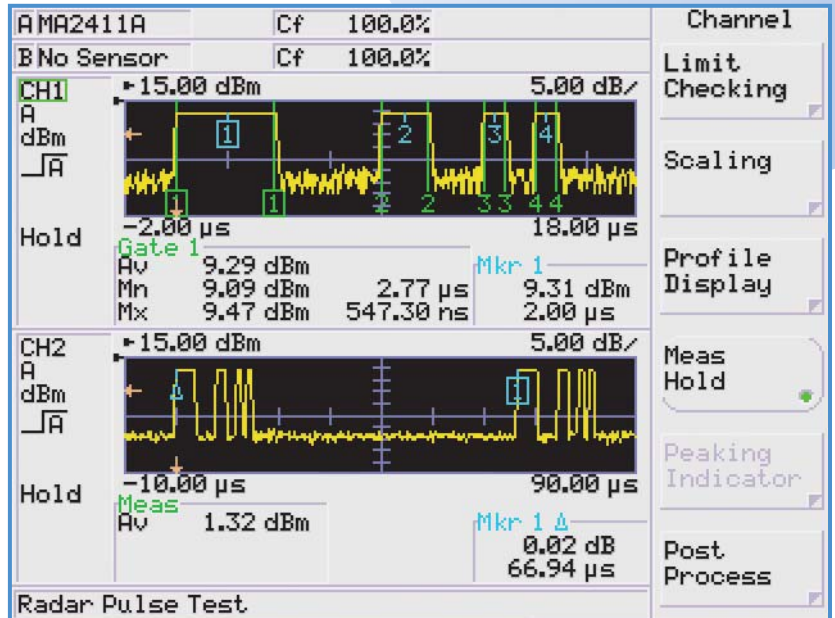 A MA2411A Cf 100.0%
B No Sensor Cf 100.0%
CH1
A
dBm
A
Hold
15.00 dBm 5.00 dB/
1 2 3 4
1 1 2 2 3 3 4 4
-2.00 µs 18.00 µs
Gate 1
Av 9.29 dBm
Mn 9.09 dBm 2.77 µs
Mx 9.47 dBm 547.30 ns
Mkr 1
9.31 dBm
2.00 µs
CH2
A
dBm
A
Hold
15.00 dBm 5.00 dB/
Δ 1
-10.00 µs 90.00 µs
Meas
Av 1.32 dBm
Mkr 1 Δ
0.02 dB
66.94 µs
Radar Pulse Test
Channel
Limit
Checking
Scaling
Profile
Display
Meas
Hold
Peaking
Indicator
Post
Process